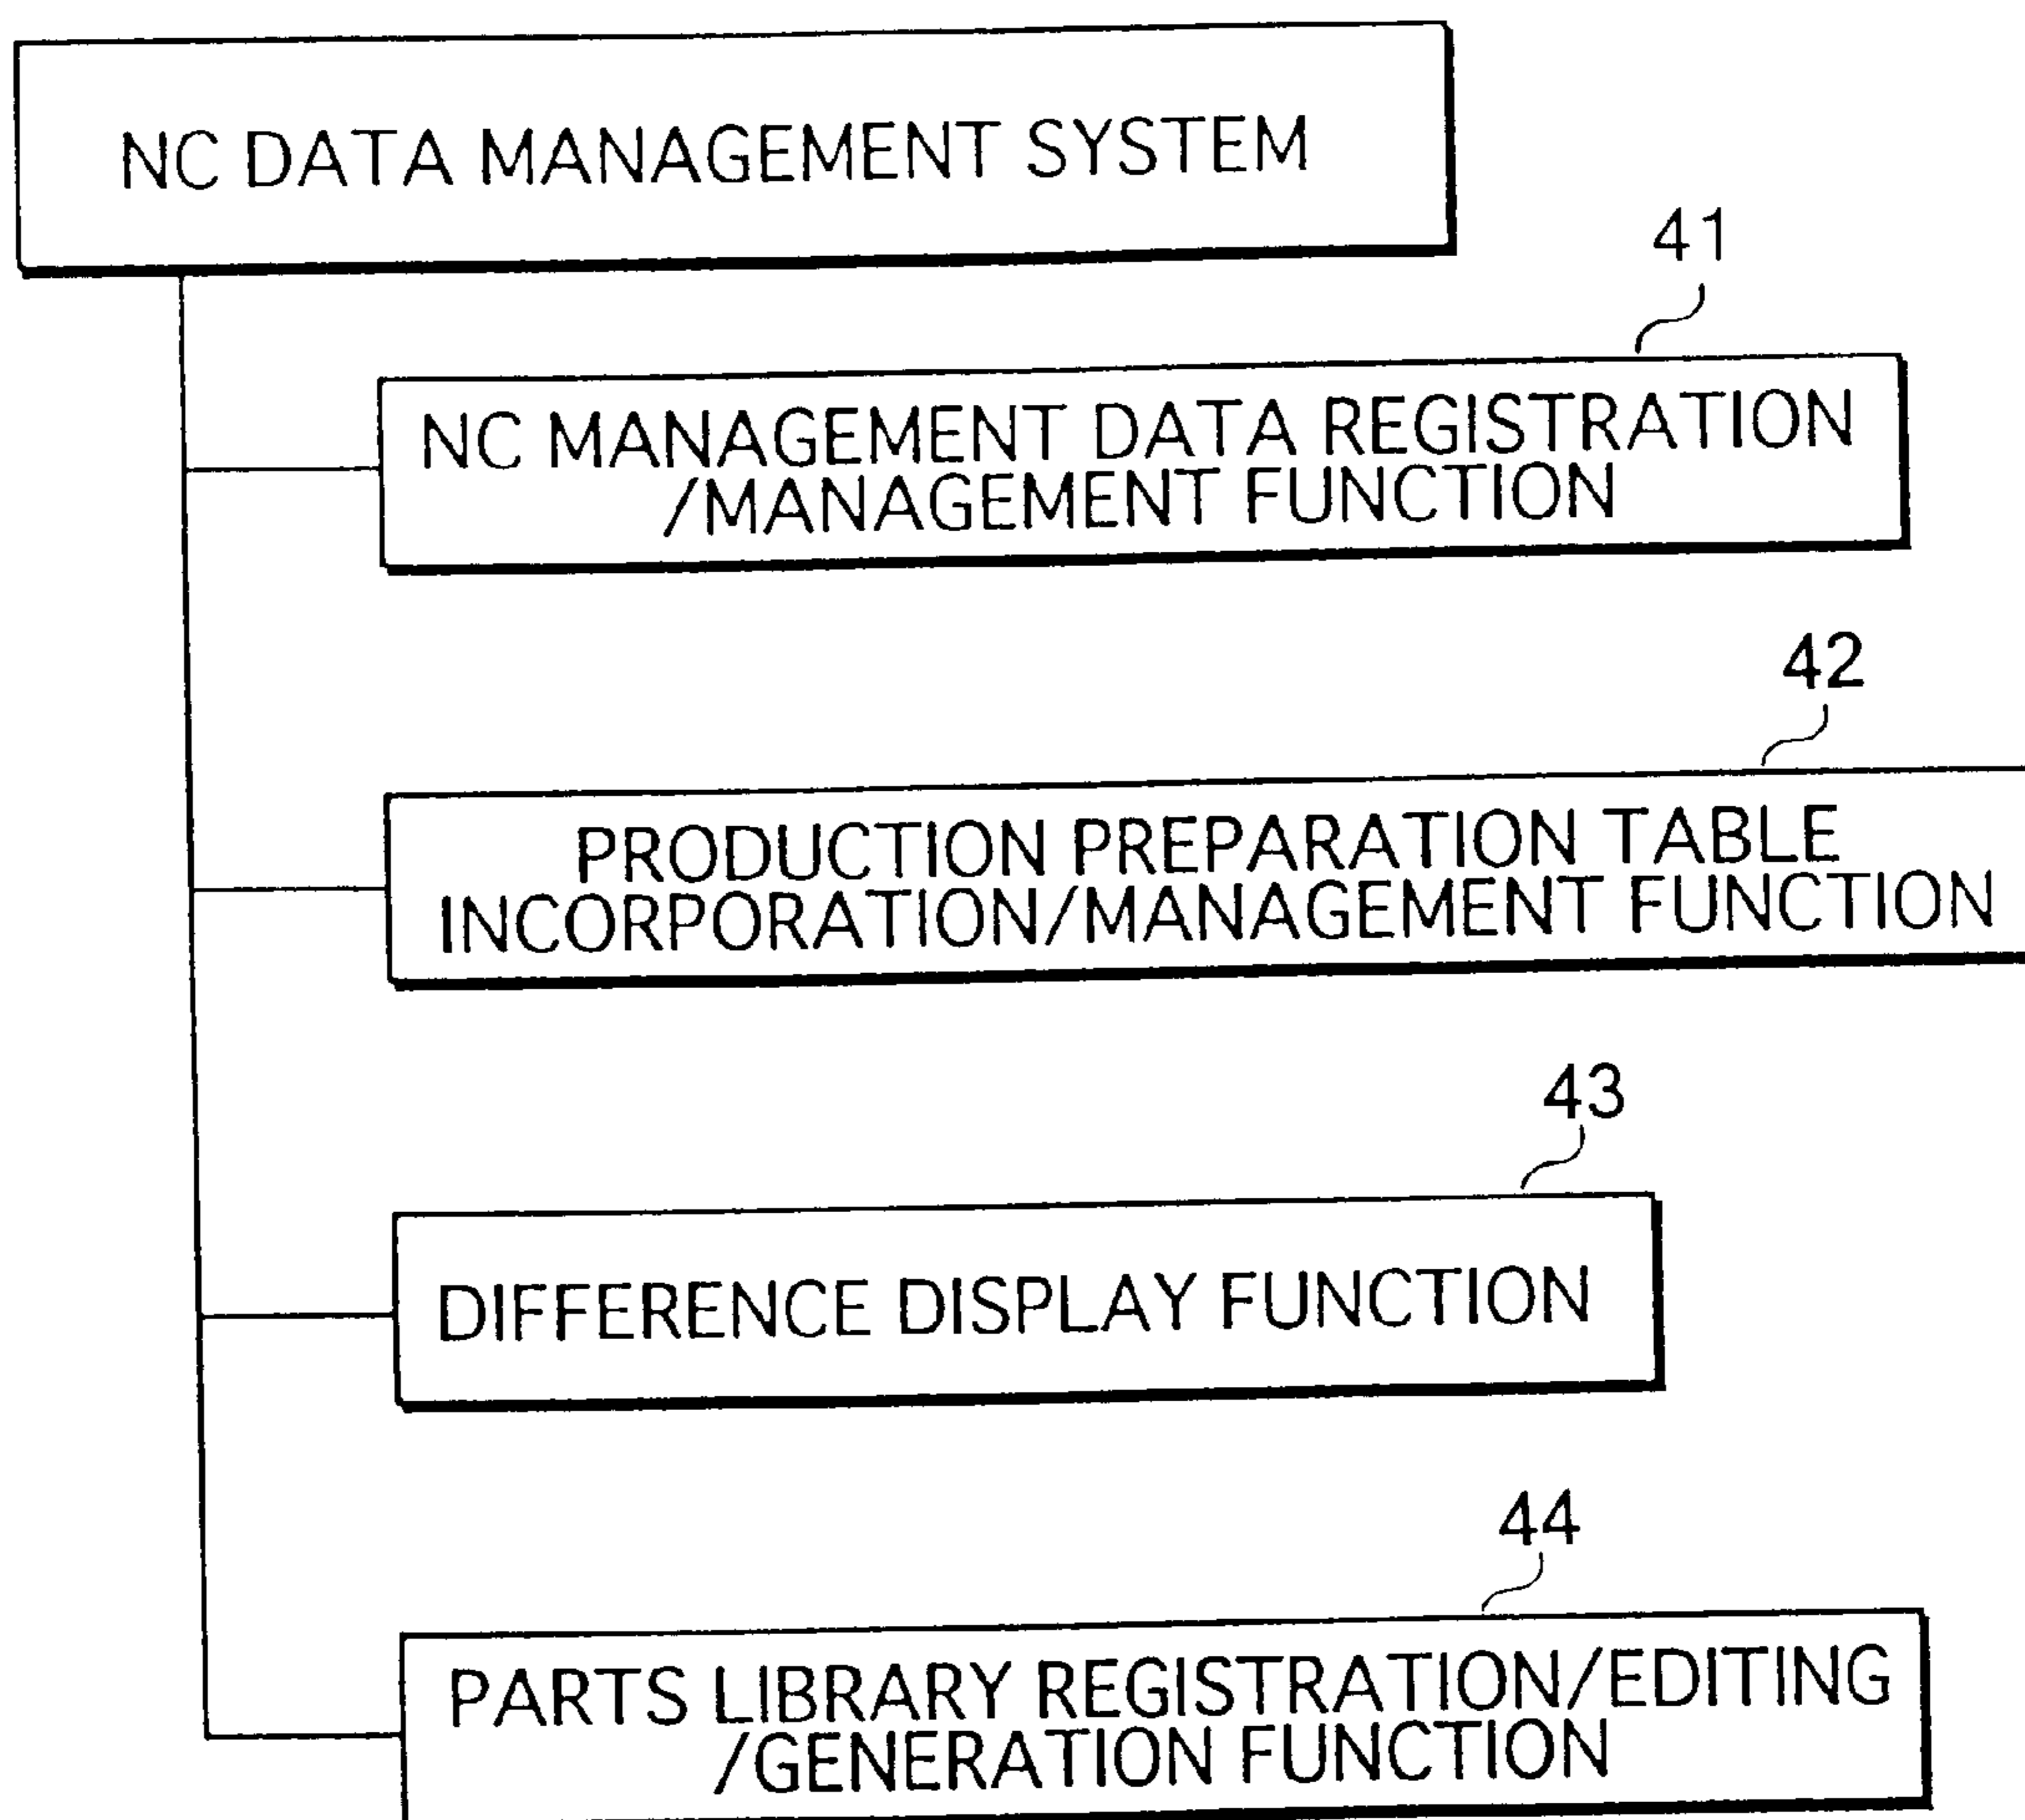 NC DATA MANAGEMENT SYSTEM
41
NC MANAGEMENT DATA REGISTRATION
/MANAGEMENT FUNCTION
42
PRODUCTION PREPARATION TABLE
INCORPORATION/MANAGEMENT FUNCTION
43
DIFFERENCE DISPLAY FUNCTION
44
PARTS LIBRARY REGISTRATION/EDITING
/GENERATION FUNCTION